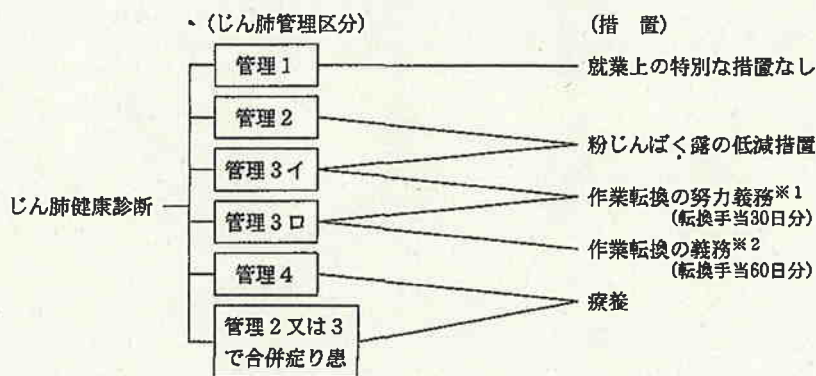 (じん肺管理区分)
(措 置)
管理1
就業上の特別な措置なし
管理2
粉じんばく露の低減措置
管理3イ
作業転換の努力義務※1
(転換手当30日分)
じん肺健康診断
管理3ロ
作業転換の義務※2
(転換手当60日分)
管理4
療養
管理2又は3
で合併症り患